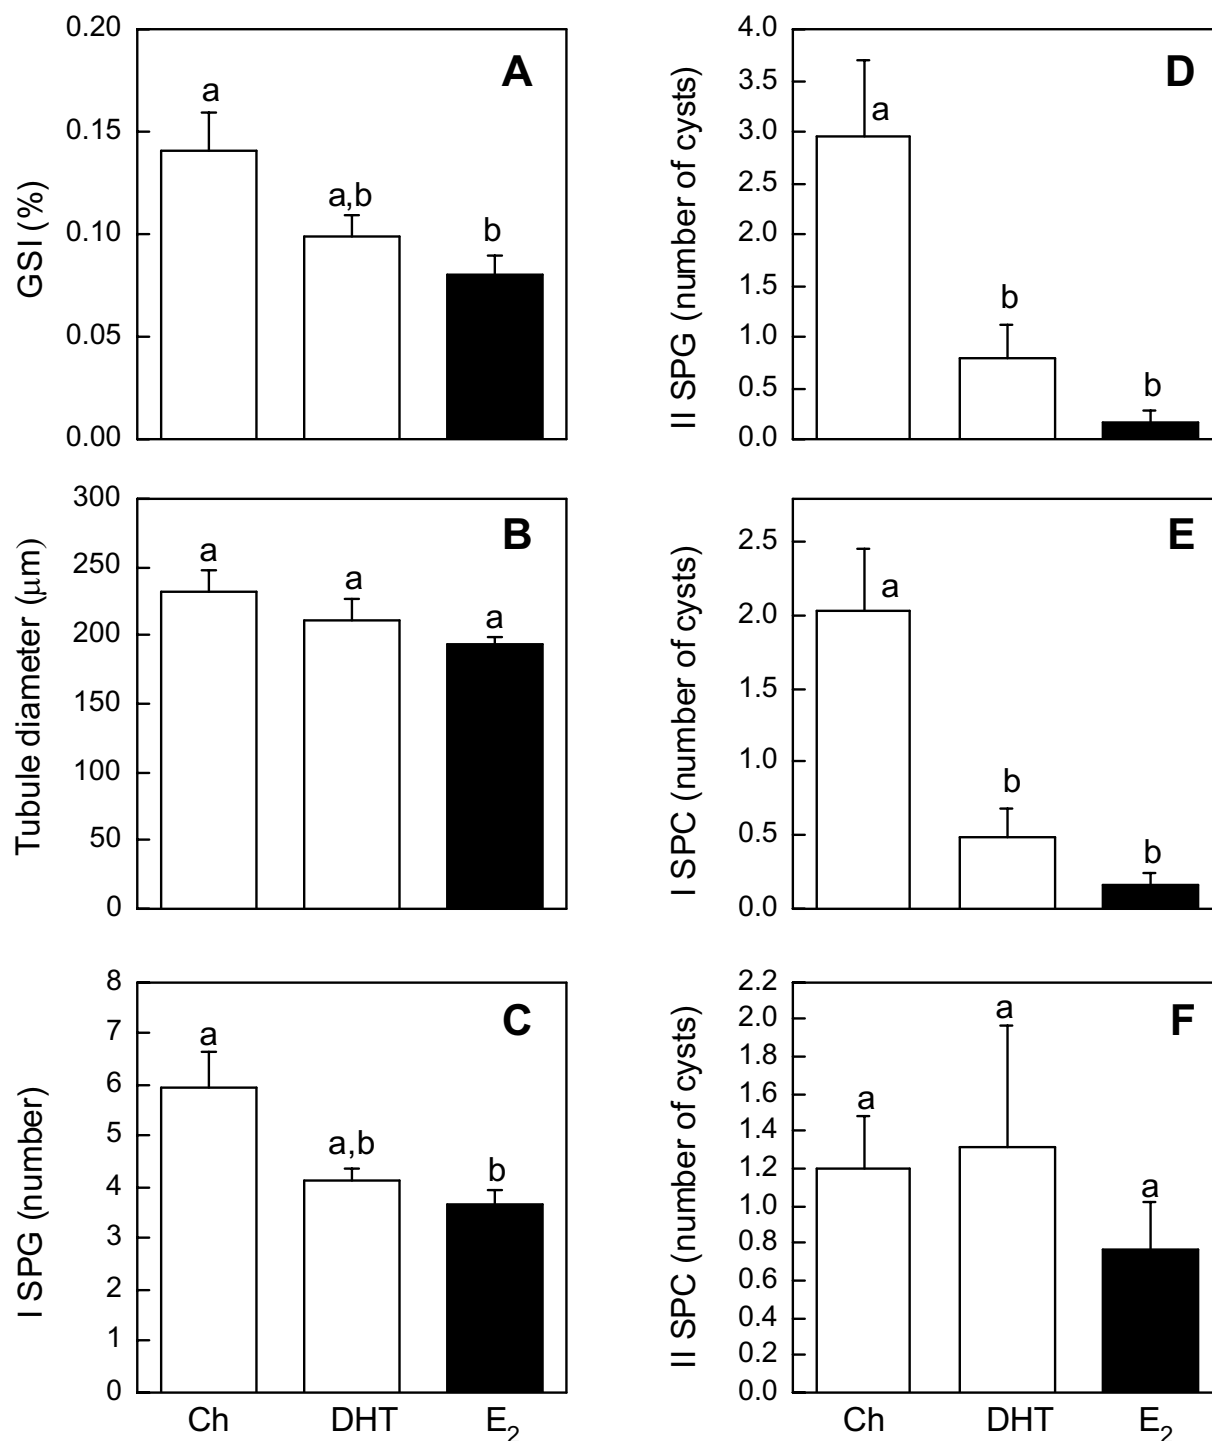 A
GSI (%)
0.20
0.15
0.10
0.05
0.00
a
a,b
b
B
Tubule diameter (μm)
300
250
200
150
100
50
0
a
a
a
C
I SPG (number)
8
7
6
5
4
3
2
1
0
a
a,b
b
Ch
DHT
E₂
D
II SPG (number of cysts)
4.0
3.5
3.0
2.5
2.0
1.5
1.0
0.5
0.0
a
b
b
E
I SPC (number of cysts)
2.5
2.0
1.5
1.0
0.5
0.0
a
b
b
F
II SPC (number of cysts)
2.2
2.0
1.8
1.6
1.4
1.2
1.0
0.8
0.6
0.4
0.2
0.0
a
a
a
Ch
DHT
E₂